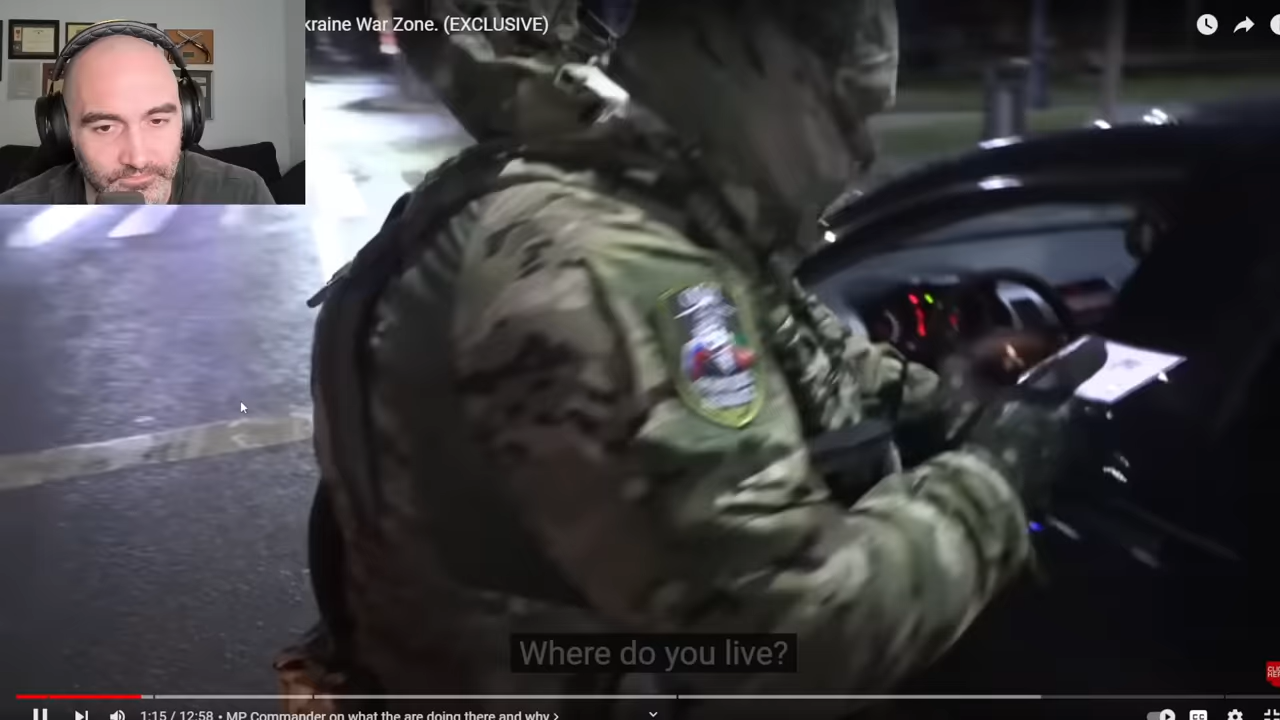 kraine War Zone. (EXCLUSIVE)
Where do you live?
1:15 / 12:58 • MP Commander on what the are doing there and why >
CC